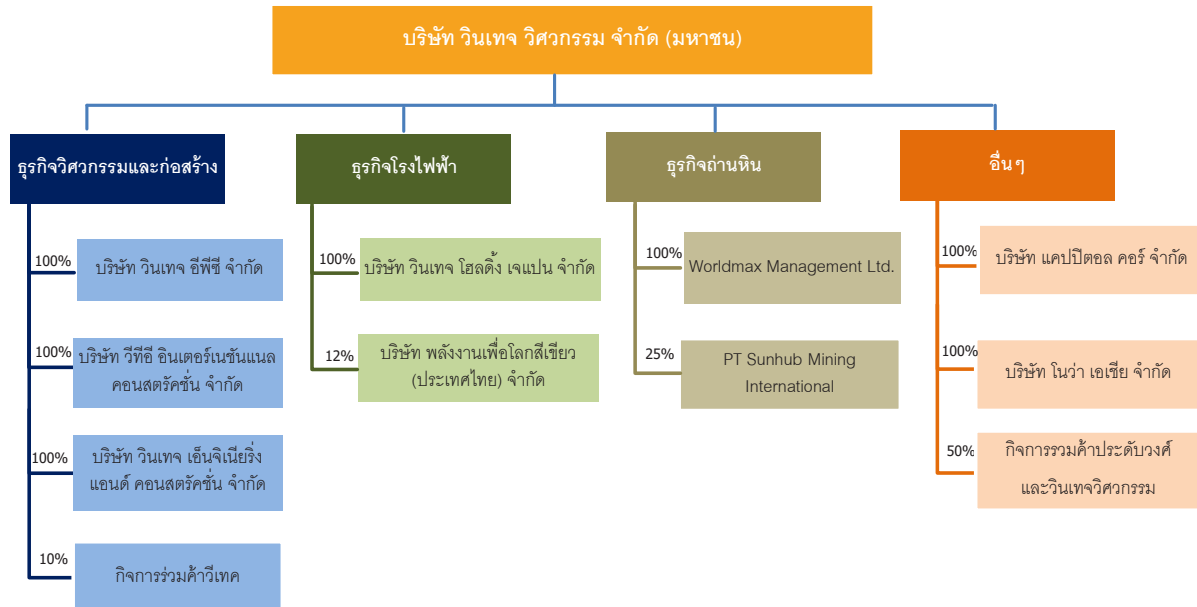 บริษัท วินเทจ วิศวกรรม จำกัด (มหาชน)
ธุรกิจวิศวกรรมและก่อสร้าง
100%
บริษัท วินเทจ อีพีซี จำกัด
100%
บริษัท วีทีอี อินเตอร์เนชันแนล
คอนสตรัคชั่น จำกัด
100%
บริษัท วินเทจ เอ็นจิเนียริ่ง
แอนด์ คอนสตรัคชั่น จำกัด
10%
กิจการร่วมค้าวีเทค
ธุรกิจโรงไฟฟ้า
100%
บริษัท วินเทจ โฮลดิ้ง เจแปน จำกัด
12%
บริษัท พลังงานเพื่อโลกสีเขียว
(ประเทศไทย) จำกัด
ธุรกิจถ่านหิน
100%
Worldmax Management Ltd.
25%
PT Sunhub Mining
International
อื่นๆ
100%
บริษัท แคปปิตอล คอร์ จำกัด
100%
บริษัท โนว่า เอเชีย จำกัด
50%
กิจการรวมค้าประดับวงศ์
และวินเทจวิศวกรรม